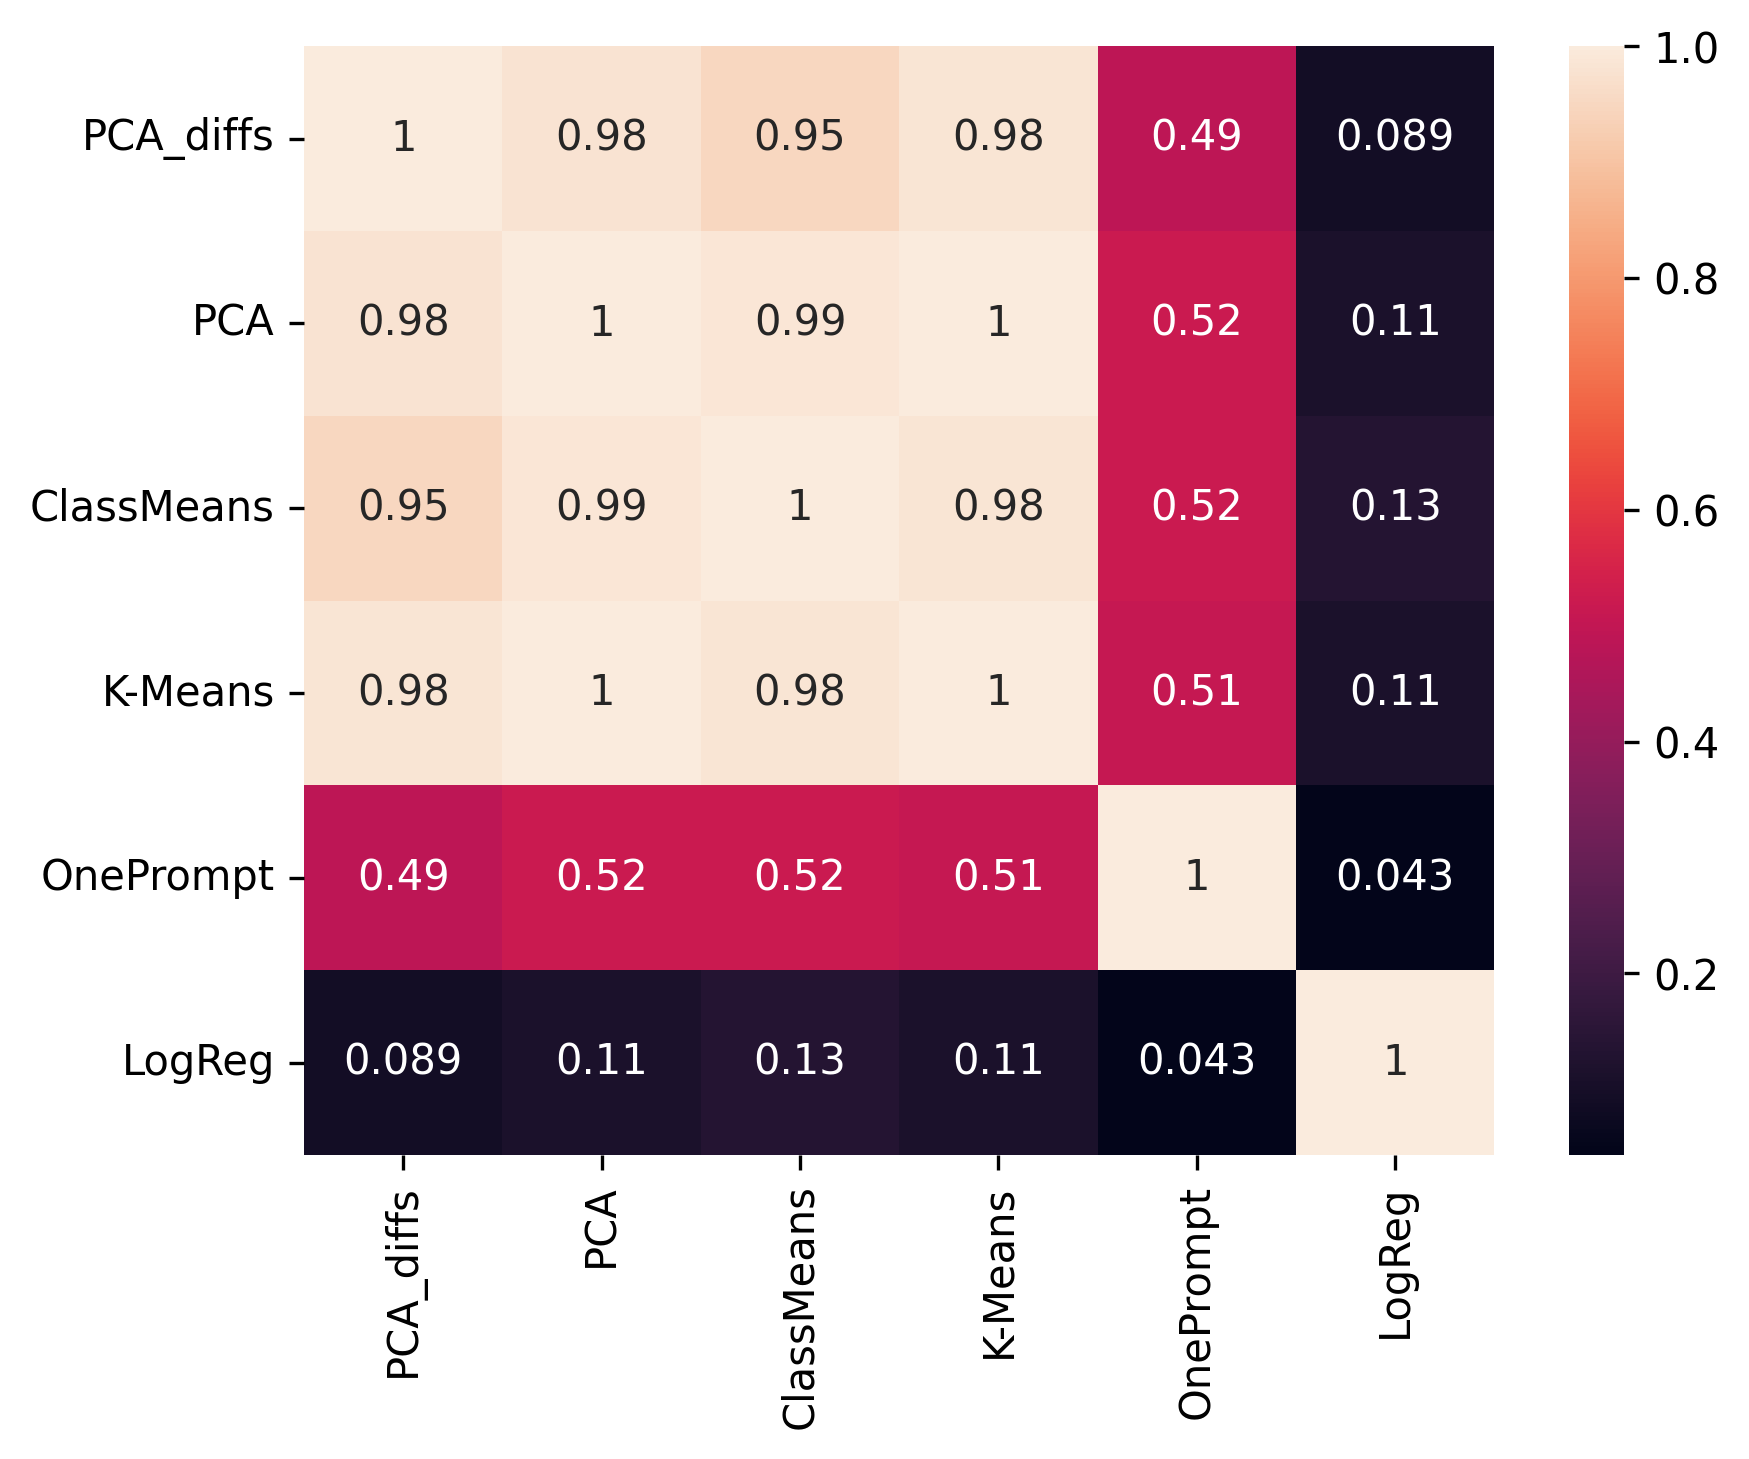 PCA_diffs 1 0.98 0.95 0.98 0.49 0.089
PCA 0.98 1 0.99 1 0.52 0.11
ClassMeans 0.95 0.99 1 0.98 0.52 0.13
K-Means 0.98 1 0.98 1 0.51 0.11
OnePrompt 0.49 0.52 0.52 0.51 1 0.043
LogReg 0.089 0.11 0.13 0.11 0.043 1
PCA_diffs
PCA
ClassMeans
K-Means
OnePrompt
LogReg
1.0
0.8
0.6
0.4
0.2